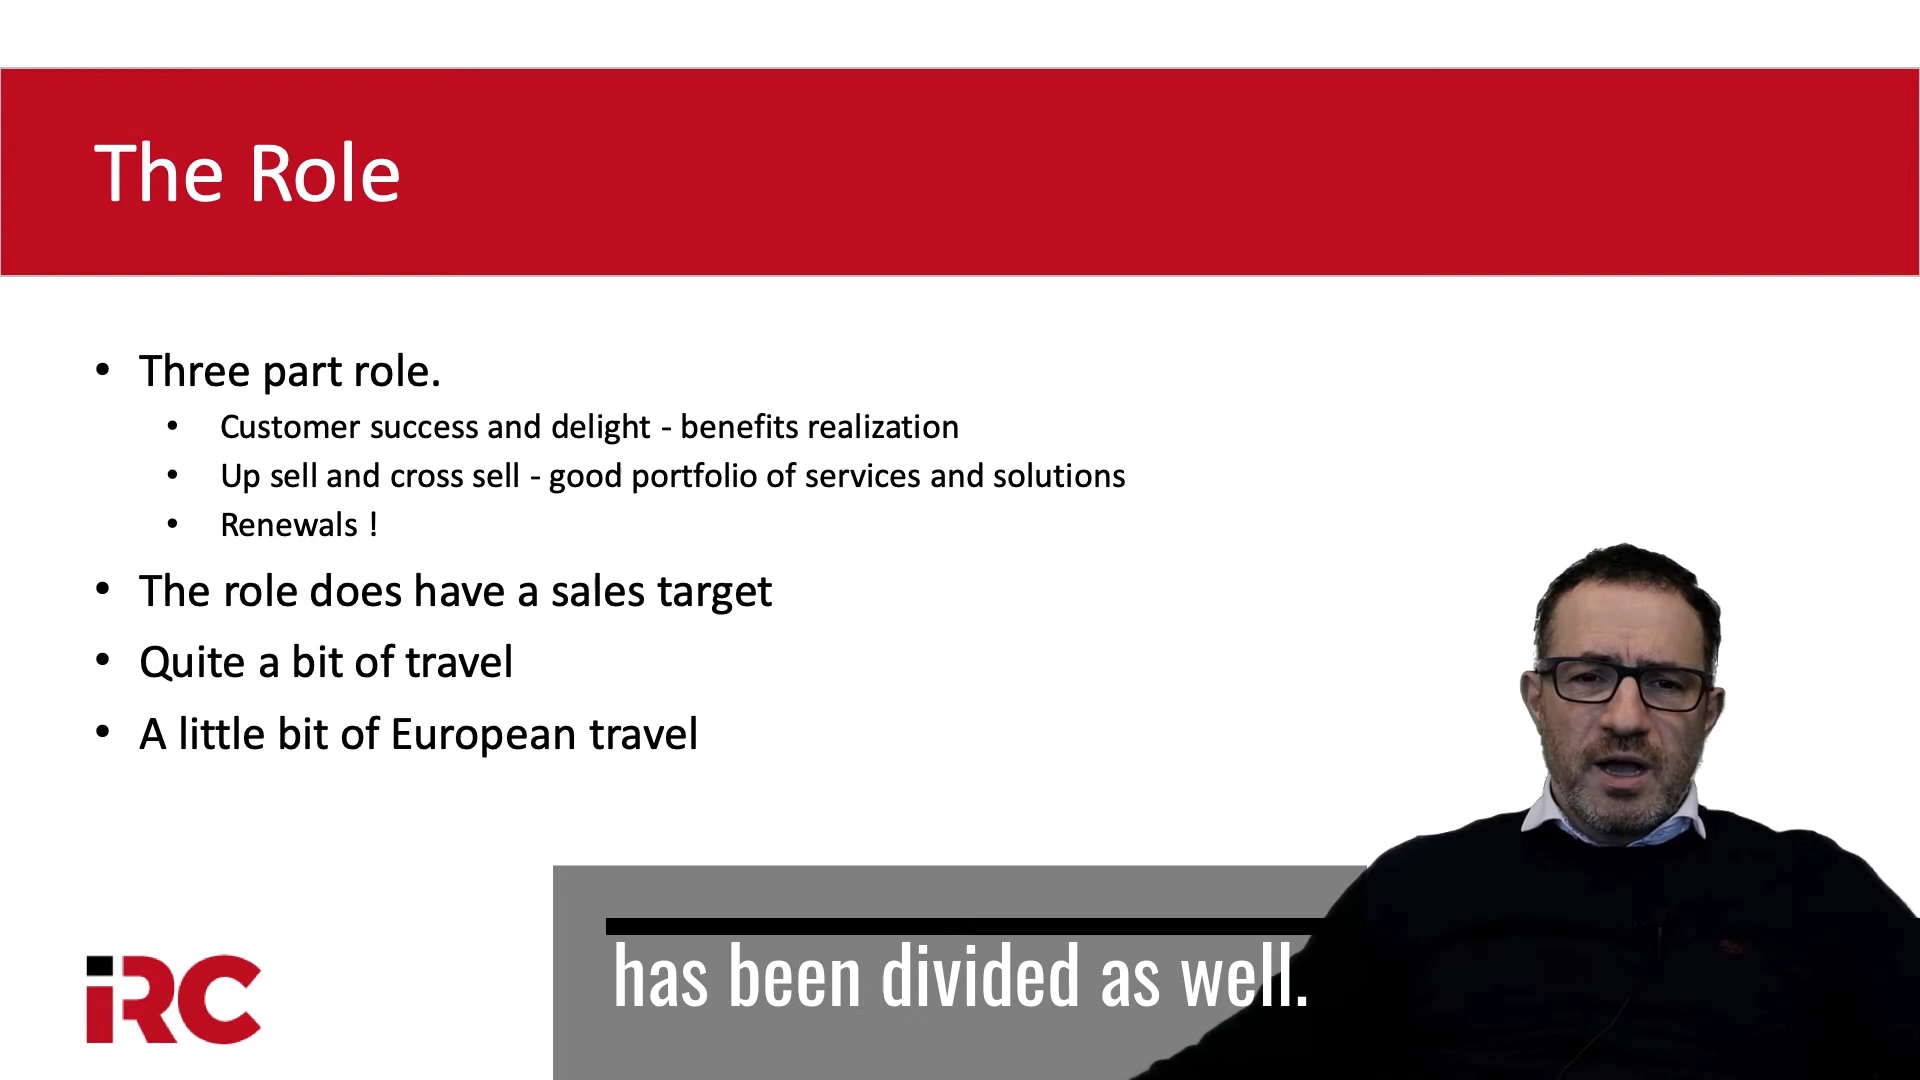 The Role
• Three part role.
• Customer success and delight - benefits realization
• Up sell and cross sell - good portfolio of services and solutions
• Renewals !
• The role does have a sales target
• Quite a bit of travel
• A little bit of European travel
iRC
has been divided as well.